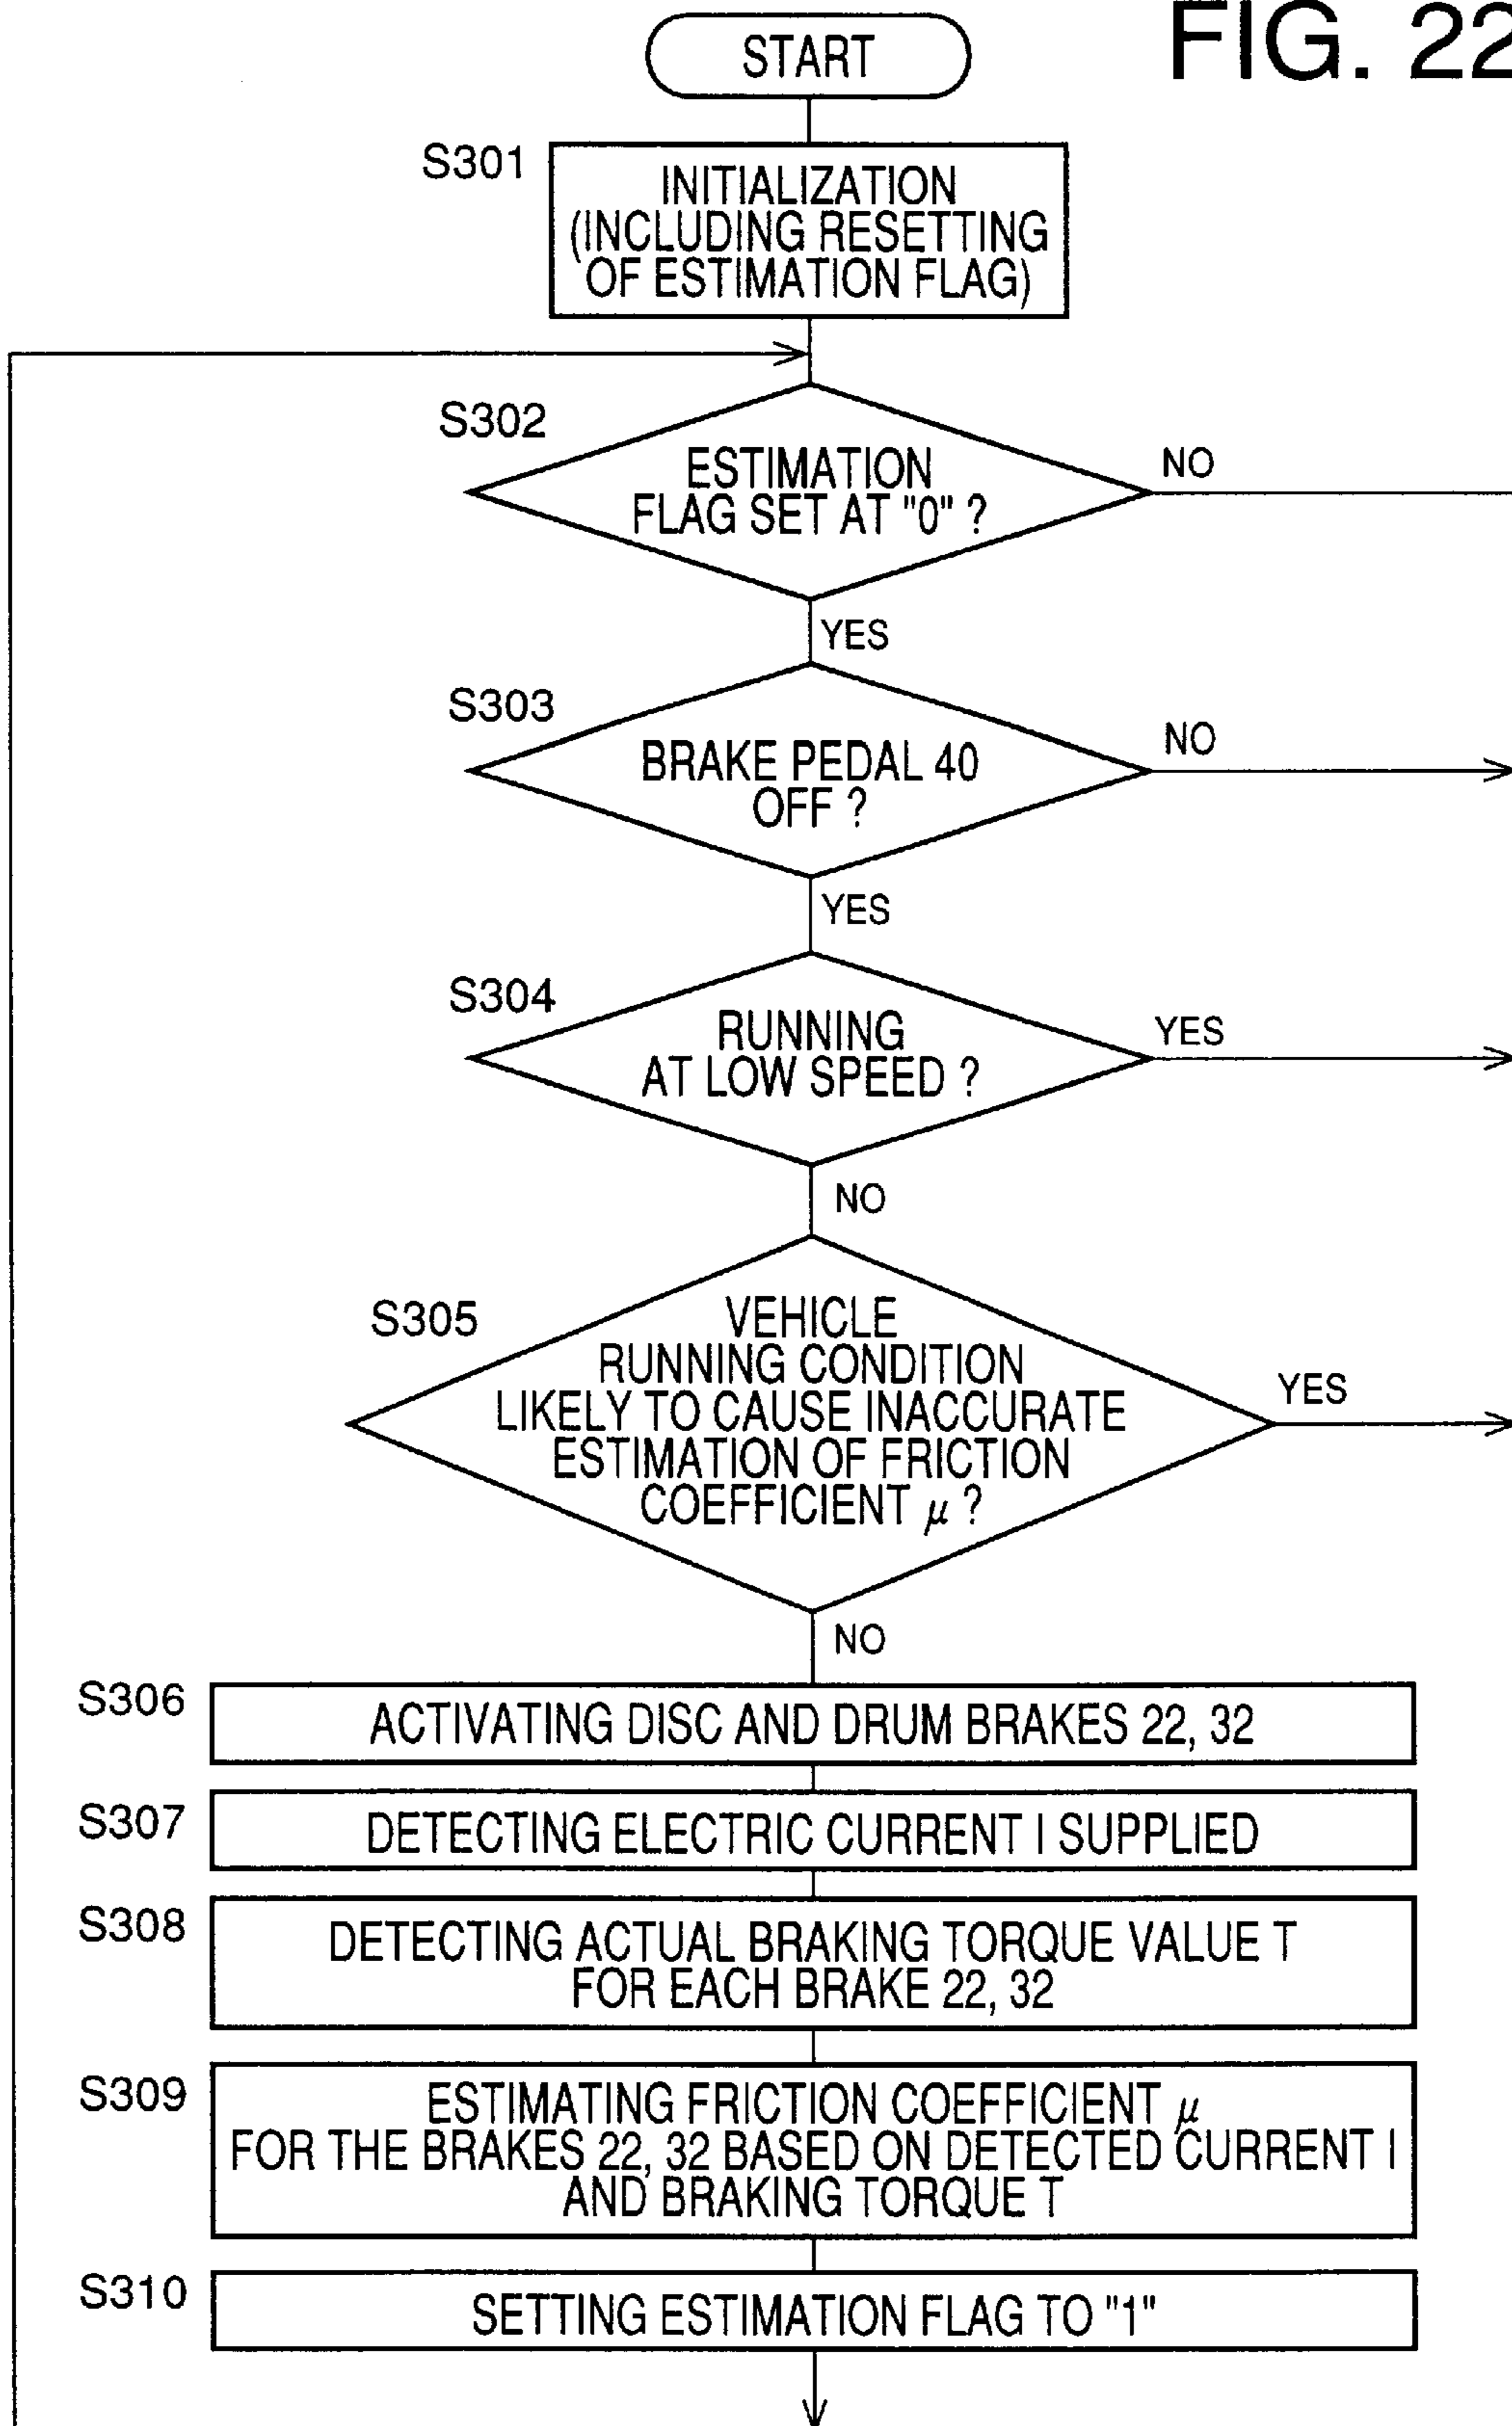 FIG. 22
START
S301
INITIALIZATION
(INCLUDING RESETTING
OF ESTIMATION FLAG)
S302
ESTIMATION
FLAG SET AT "0" ?
NO
YES
S303
BRAKE PEDAL 40
OFF ?
NO
YES
S304
RUNNING
AT LOW SPEED ?
YES
NO
S305
VEHICLE
RUNNING CONDITION
LIKELY TO CAUSE INACCURATE
ESTIMATION OF FRICTION
COEFFICIENT μ ?
YES
NO
S306
ACTIVATING DISC AND DRUM BRAKES 22, 32
S307
DETECTING ELECTRIC CURRENT I SUPPLIED
S308
DETECTING ACTUAL BRAKING TORQUE VALUE T
FOR EACH BRAKE 22, 32
S309
ESTIMATING FRICTION COEFFICIENT μ
FOR THE BRAKES 22, 32 BASED ON DETECTED CURRENT I
AND BRAKING TORQUE T
S310
SETTING ESTIMATION FLAG TO "1"